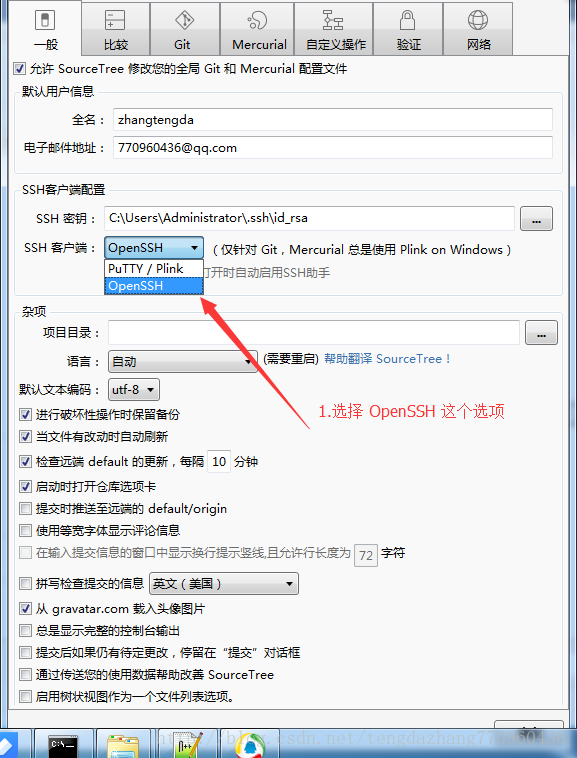 一般
比较
Git
Mercurial
自定义操作
验证
网络
允许 SourceTree 修改您的全局 Git 和 Mercurial 配置文件
默认用户信息
全名： zhangtengda
电子邮件地址： 770960436@qq.com
SSH客户端配置
SSH 密钥： C:\Users\Administrator\.ssh\id_rsa ...
SSH 客户端： OpenSSH （仅针对 Git，Mercurial 总是使用 Plink on Windows）
PuTTY / Plink 打开时自动启用SSH助手
OpenSSH
杂项
项目目录： ...
语言： 自动 (需要重启) 帮助翻译 SourceTree！
默认文本编码： utf-8
1.选择 OpenSSH 这个选项
进行破坏性操作时保留备份
当文件有改动时自动刷新
检查远端 default 的更新，每隔 10 分钟
启动时打开仓库选项卡
提交时推送至远端的 default/origin
使用等宽字体显示评论信息
在输入提交信息的窗口中显示换行提示竖线,且允许行长度为 72 字符
拼写检查提交的信息 英文（美国）
从 gravatar.com 载入头像图片
总是显示完整的控制台输出
提交后如果仍有待定更改，停留在“提交”对话框
通过传送您的使用数据帮助改善 SourceTree
启用树状视图作为一个文件列表选项。